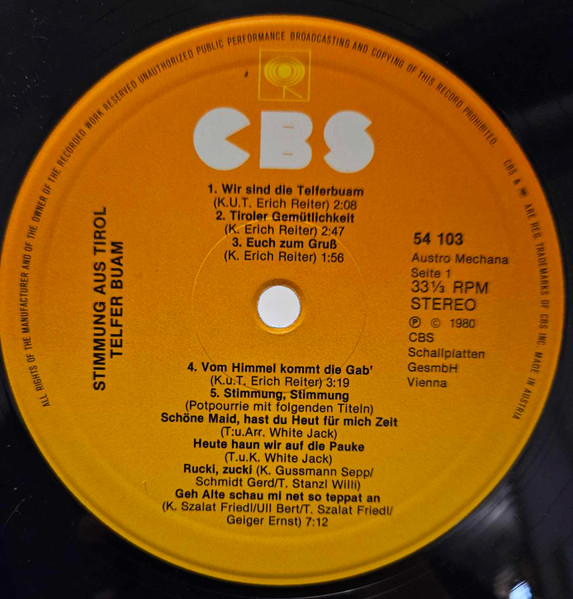 ALL RIGHTS OF THE MANUFACTURER AND OF THE OWNER OF THE RECORDED WORK RESERVED UNAUTHORIZED PUBLIC PERFORMANCE BROADCASTING AND COPYING OF THIS RECORD PROHIBITED.
CBS & ARE REG. TRADEMARKS OF CBS INC. MADE IN AUSTRIA
CBS
1. Wir sind die Telferbuam
(K.U.T. Erich Reiter) 2:08
2. Tiroler Gemütlichkeit
(K. Erich Reiter) 2:47
3. Euch zum Gruß
(K. Erich Reiter) 1:56
STIMMUNG AUS TIROL
TELFER BUAM
54 103
Austro Mechana
Seite 1
33⅓ RPM
STEREO
℗ © 1980
CBS
Schallplatten
GesmbH
Vienna
4. Vom Himmel kommt die Gab'
(K.u.T. Erich Reiter) 3:19
5. Stimmung, Stimmung
(Potpourrie mit folgenden Titeln)
Schöne Maid, hast du Heut für mich Zeit
(T.u.Arr. White Jack)
Heute haun wir auf die Pauke
(T.u.K. White Jack)
Rucki, zucki (K. Gussmann Sepp/
Schmidt Gerd/T. Stanzl Willi)
Geh Alte schau mi net so teppat an
(K. Szalat Friedl/Ull Bert/T. Szalat Friedl/
Geiger Ernst) 7:12